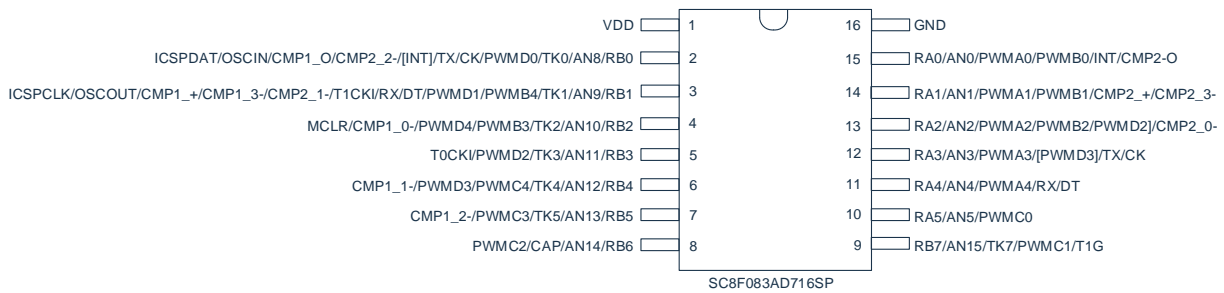 VDD 1 16 GND
ICSPDAT/OSCIN/CMP1_O/CMP2_2-/[INT]/TX/CK/PWMD0/TK0/AN8/RB0 2 15 RA0/AN0/PWMA0/PWMB0/INT/CMP2-O
ICSPCLK/OSCOUT/CMP1_+/CMP1_3-/CMP2_1-/T1CKI/RX/DT/PWMD1/PWMB4/TK1/AN9/RB1 3 14 RA1/AN1/PWMA1/PWMB1/CMP2_+/CMP2_3-
MCLR/CMP1_0-/PWMD4/PWMB3/TK2/AN10/RB2 4 13 RA2/AN2/PWMA2/PWMB2/PWMD2]/CMP2_0-
T0CKI/PWMD2/TK3/AN11/RB3 5 12 RA3/AN3/PWMA3/[PWMD3]/TX/CK
CMP1_1-/PWMD3/PWMC4/TK4/AN12/RB4 6 11 RA4/AN4/PWMA4/RX/DT
CMP1_2-/PWMC3/TK5/AN13/RB5 7 10 RA5/AN5/PWMC0
PWMC2/CAP/AN14/RB6 8 9 RB7/AN15/TK7/PWMC1/T1G
SC8F083AD716SP